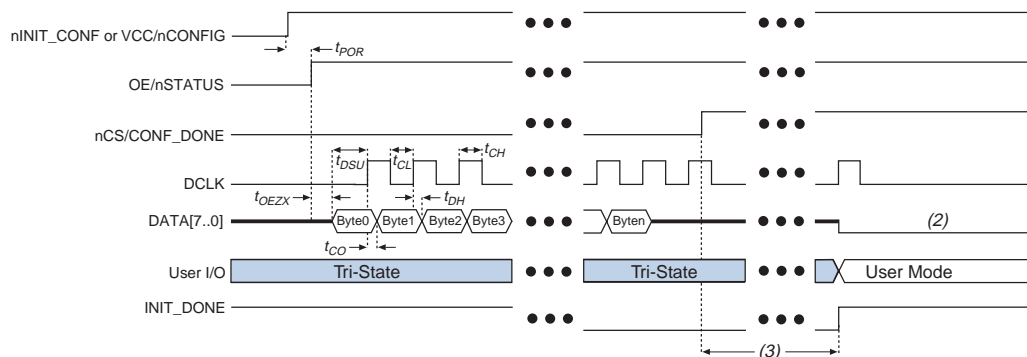 nINIT_CONF or VCC/nCONFIG
tPOR
OE/nSTATUS
nCS/CONF_DONE
tDSU
tCL
tCH
DCLK
tOEZX
tDH
DATA[7..0]
Byte0
Byte1
Byte2
Byte3
Byten
(2)
tCO
User I/O
Tri-State
Tri-State
User Mode
INIT_DONE
(3)